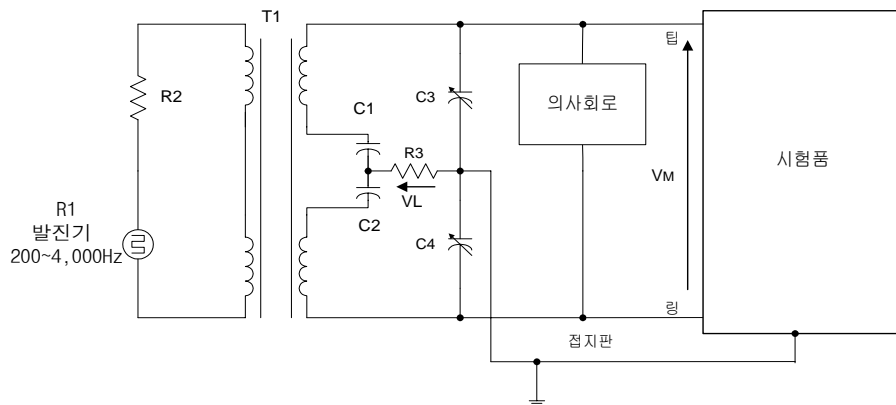 T1
팁
R2
C1
C3
의사회로
R3
시험품
VM
VL
R1
C2
C4
발진기
200~4,000Hz
링
접지판